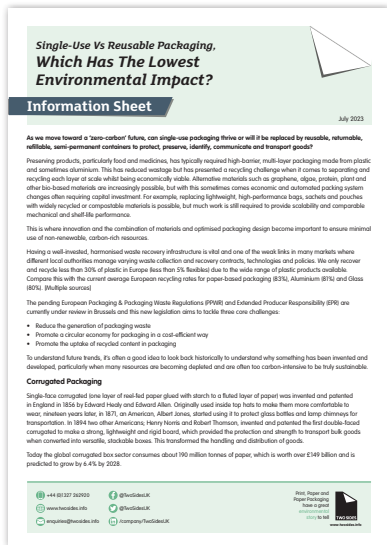 Single-Use Vs Reusable Packaging,
Which Has The Lowest
Environmental Impact?
Information Sheet
July 2023
As we move toward a 'zero-carbon' future, can single-use packaging thrive or will it be replaced by reusable, returnable,
refillable, semi-permanent containers to protect, preserve, identify, communicate and transport goods?
Preserving products, particularly food and medicines, has typically required high-barrier, multi-layer packaging made from plastic
and sometimes aluminium. This has reduced wastage but has presented a recycling challenge when it comes to separating and
recycling each layer at scale whilst being economically viable. Alternative materials such as graphene, algae, protein, plant and
other bio-based materials are increasingly possible, but with this sometimes comes economic and automated packing system
changes often requiring capital investment. For example, replacing lightweight, high-performance bags, sachets and pouches
with widely recycled or compostable materials is possible, but much work is still required to provide scalability and comparable
mechanical and shelf-life performance.
This is where innovation and the combination of materials and optimised packaging design become important to ensure minimal
use of non-renewable, carbon-rich resources.
Having a well-invested, harmonised waste recovery infrastructure is vital and one of the weak links in many markets where
different local authorities manage varying waste collection and recovery contracts, technologies and policies. We only recover
and recycle less than 30% of plastic in Europe (less than 5% flexibles) due to the wide range of plastic products available.
Compare this with the current average European recycling rates for paper-based packaging (83%), Aluminium (81%) and Glass
(80%). (Multiple sources)
The pending European Packaging & Packaging Waste Regulations (PPWR) and Extended Producer Responsibility (EPR) are
currently under review in Brussels and this new legislation aims to tackle three core challenges:
• Reduce the generation of packaging waste
• Promote a circular economy for packaging in a cost-efficient way
• Promote the uptake of recycled content in packaging
To understand future trends, it's often a good idea to look back historically to understand why something has been invented and
developed, particularly when many resources are becoming depleted and are often too carbon-intensive to be truly sustainable.
Corrugated Packaging
Single-face corrugated (one layer of reel-fed paper glued with starch to a fluted layer of paper) was invented and patented
in England in 1856 by Edward Healy and Edward Allen. Originally used inside top hats to make them more comfortable to
wear, nineteen years later, in 1871, an American, Albert Jones, started using it to protect glass bottles and lamp chimneys for
transportation. In 1894 two other Americans; Henry Norris and Robert Thomson, invented and patented the first double-faced
corrugated to make a strong, lightweight and rigid board, which provided the protection and strength to transport bulk goods
when converted into versatile, stackable boxes. This transformed the handling and distribution of goods.
Today the global corrugated box sector consumes about 190 million tonnes of paper, which is worth over £149 billion and is
predicted to grow by 6.4% by 2028.
+44 (0)1327 262920
@TwoSidesUK
www.twosides.info
@TwoSidesUK
enquiries@twosides.info
/company/TwoSidesUK
Print, Paper and
Paper Packaging
have a great
environmental
story to tell
TWO SIDES
www.twosides.info